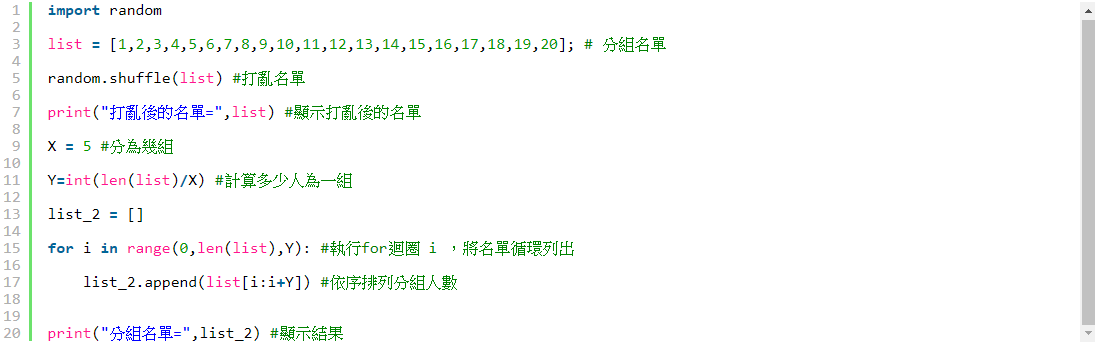 1 import random
2
3 list = [1,2,3,4,5,6,7,8,9,10,11,12,13,14,15,16,17,18,19,20]; # 分組名單
4
5 random.shuffle(list) #打亂名單
6
7 print("打亂後的名單=",list) #顯示打亂後的名單
8
9 X = 5 #分為幾組
10
11 Y=int(len(list)/X) #計算多少人為一組
12
13 list_2 = []
14
15 for i in range(0,len(list),Y): #執行for迴圈 i ，將名單循環列出
16
17     list_2.append(list[i:i+Y]) #依序排列分組人數
18
19
20 print("分組名單=",list_2) #顯示結果